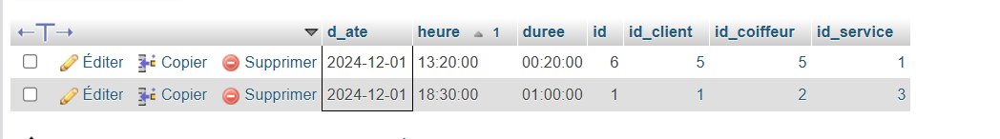 d_ate heure 1 duree id id_client id_coiffeur id_service
Éditer Copier Supprimer 2024-12-01 13:20:00 00:20:00 6 5 5 1
Éditer Copier Supprimer 2024-12-01 18:30:00 01:00:00 1 1 2 3